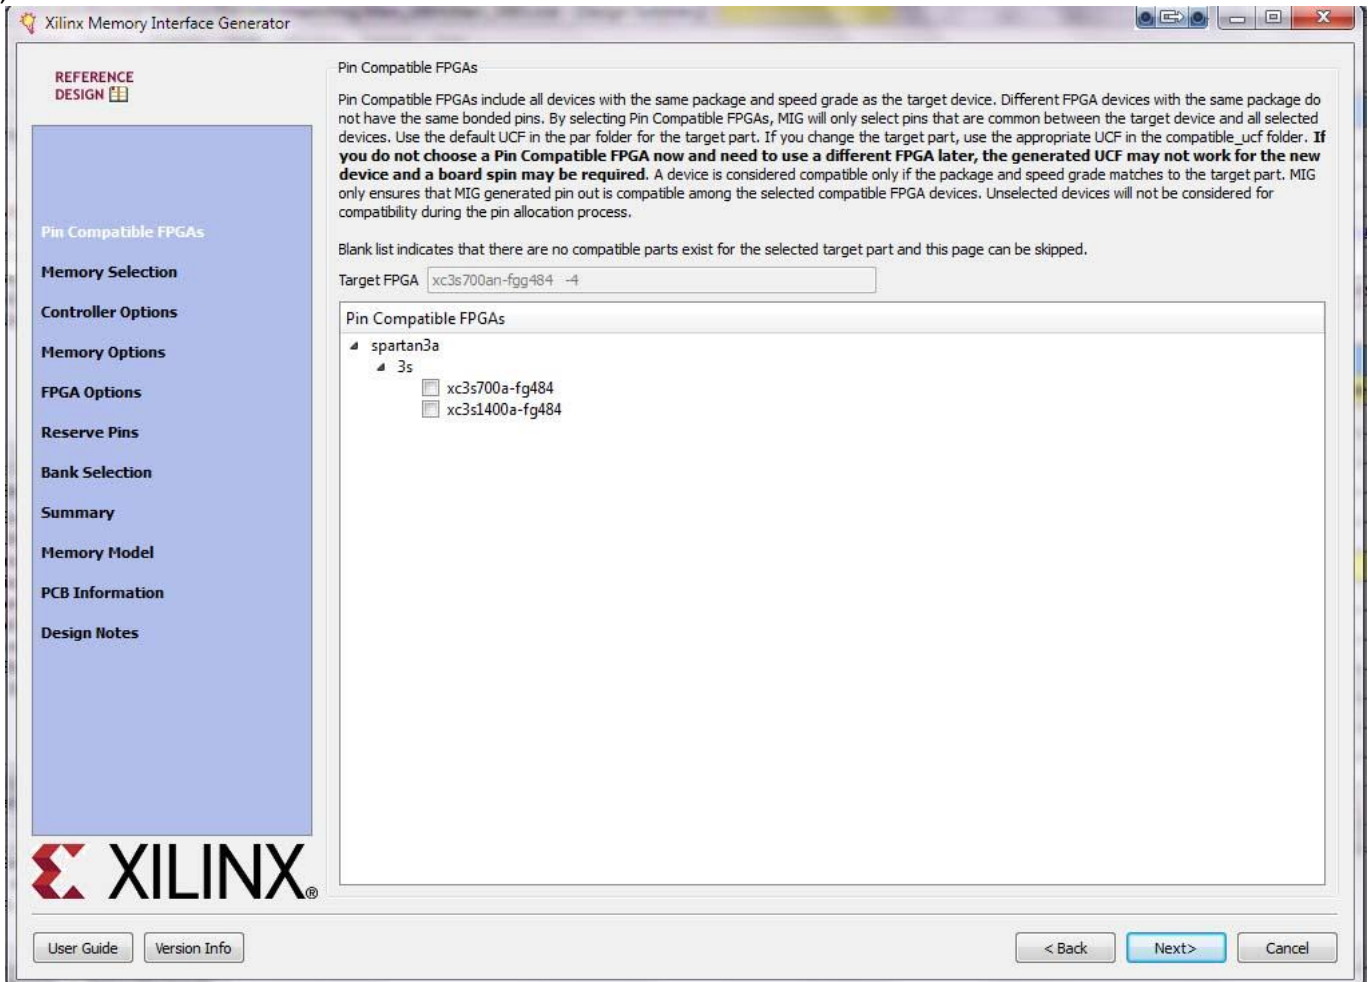 Xilinx Memory Interface Generator
REFERENCE
DESIGN
Pin Compatible FPGAs
Memory Selection
Controller Options
Memory Options
FPGA Options
Reserve Pins
Bank Selection
Summary
Memory Model
PCB Information
Design Notes
XILINX®
Pin Compatible FPGAs
Pin Compatible FPGAs include all devices with the same package and speed grade as the target device. Different FPGA devices with the same package do
not have the same bonded pins. By selecting Pin Compatible FPGAs, MIG will only select pins that are common between the target device and all selected
devices. Use the default UCF in the par folder for the target part. If you change the target part, use the appropriate UCF in the compatible_ucf folder. If
you do not choose a Pin Compatible FPGA now and need to use a different FPGA later, the generated UCF may not work for the new
device and a board spin may be required. A device is considered compatible only if the package and speed grade matches to the target part. MIG
only ensures that MIG generated pin out is compatible among the selected compatible FPGA devices. Unselected devices will not be considered for
compatibility during the pin allocation process.
Blank list indicates that there are no compatible parts exist for the selected target part and this page can be skipped.
Target FPGA xc3s700an-fgg484 -4
Pin Compatible FPGAs
spartan3a
3s
xc3s700a-fg484
xc3s1400a-fg484
User Guide Version Info < Back Next> Cancel